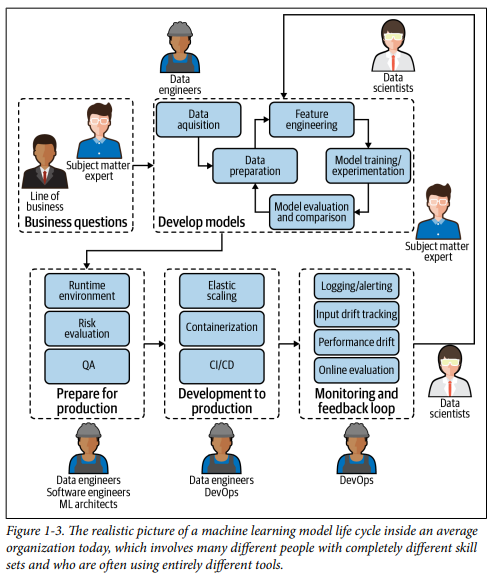 Data
engineers
Data
scientists
Subject matter
expert
Line of
business
Business questions
Data
aquisition
Feature
engineering
Data
preparation
Model training/
experimentation
Model evaluation
and comparison
Develop models
Subject matter
expert
Runtime
environment
Risk
evaluation
QA
Prepare for
production
Elastic
scaling
Containerization
CI/CD
Development to
production
Logging/alerting
Input drift tracking
Performance drift
Online evaluation
Monitoring and
feedback loop
Data
scientists
Data engineers
Software engineers
ML architects
Data engineers
DevOps
DevOps
Figure 1-3. The realistic picture of a machine learning model life cycle inside an average
organization today, which involves many different people with completely different skill
sets and who are often using entirely different tools.